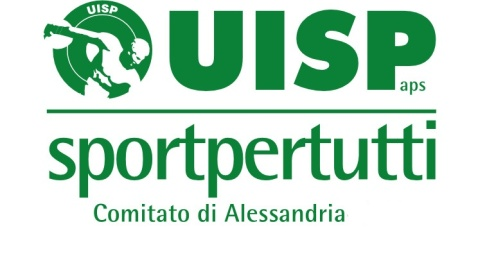 UISP
UISP
aps
sportpertutti
Comitato di Alessandria